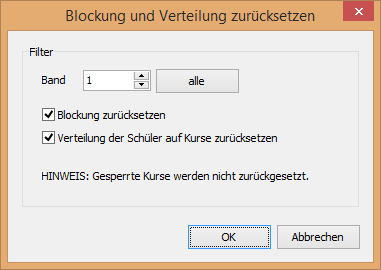 Blockung und Verteilung zurücksetzen
Filter
Band 1 alle
Blockung zurücksetzen
Verteilung der Schüler auf Kurse zurücksetzen
HINWEIS: Gesperrte Kurse werden nicht zurückgesetzt.
OK Abbrechen